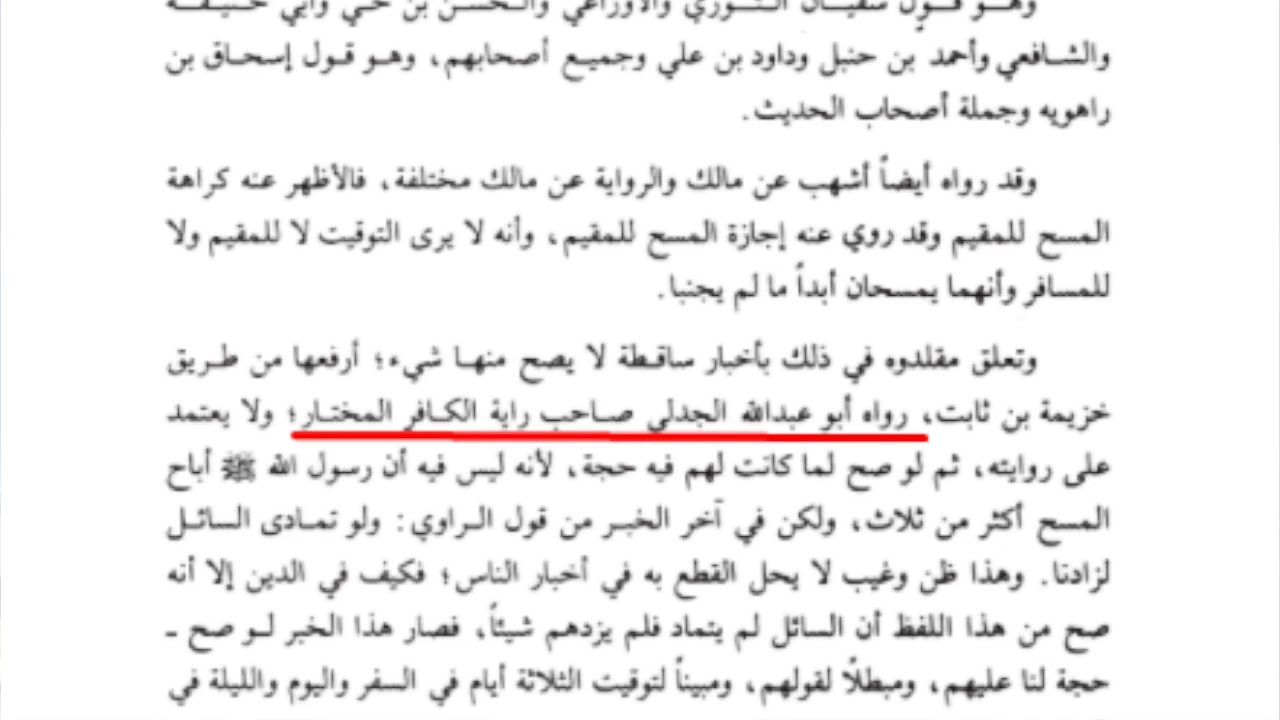 وهو قول سفيان الثوري والأوزاعي والحسن بن حي وأبي حنيفة
والشافعي وأحمد بن حنبل وداود بن علي وجميع أصحابهم، وهو قول إسحاق بن
راهويه وجملة أصحاب الحديث.
وقد رواه أيضاً أشهب عن مالك والرواية عن مالك مختلفة، فالأظهر عنه كراهة
المسح للمقيم وقد روي عنه إجازة المسح للمقيم، وأنه لا يرى التوقيت لا للمقيم ولا
للمسافر وأنهما يمسحان أبداً ما لم يجنبا.
وتعلق مقلدوه في ذلك بأخبار ساقطة لا يصح منها شيء؛ أرفعها من طريق
خزيمة بن ثابت، رواه أبو عبدالله الجدلي صاحب راية الكافر المختار؛ ولا يعتمد
على روايته، ثم لو صح لما كانت لهم فيه حجة، لأنه ليس فيه أن رسول الله ﷺ أباح
المسح أكثر من ثلاث، ولكن في آخر الخبر من قول الراوي: ولو تمادى السائل
لزادنا. وهذا ظن وغيب لا يحل القطع به في أخبار الناس؛ فكيف في الدين إلا أنه
صح من هذا اللفظ أن السائل لم يتماد فلم يزدهم شيئاً، فصار هذا الخبر لو صح ـ
حجة لنا عليهم، ومبطلاً لقولهم، ومبيناً لتوقيت الثلاثة أيام في السفر واليوم والليلة في